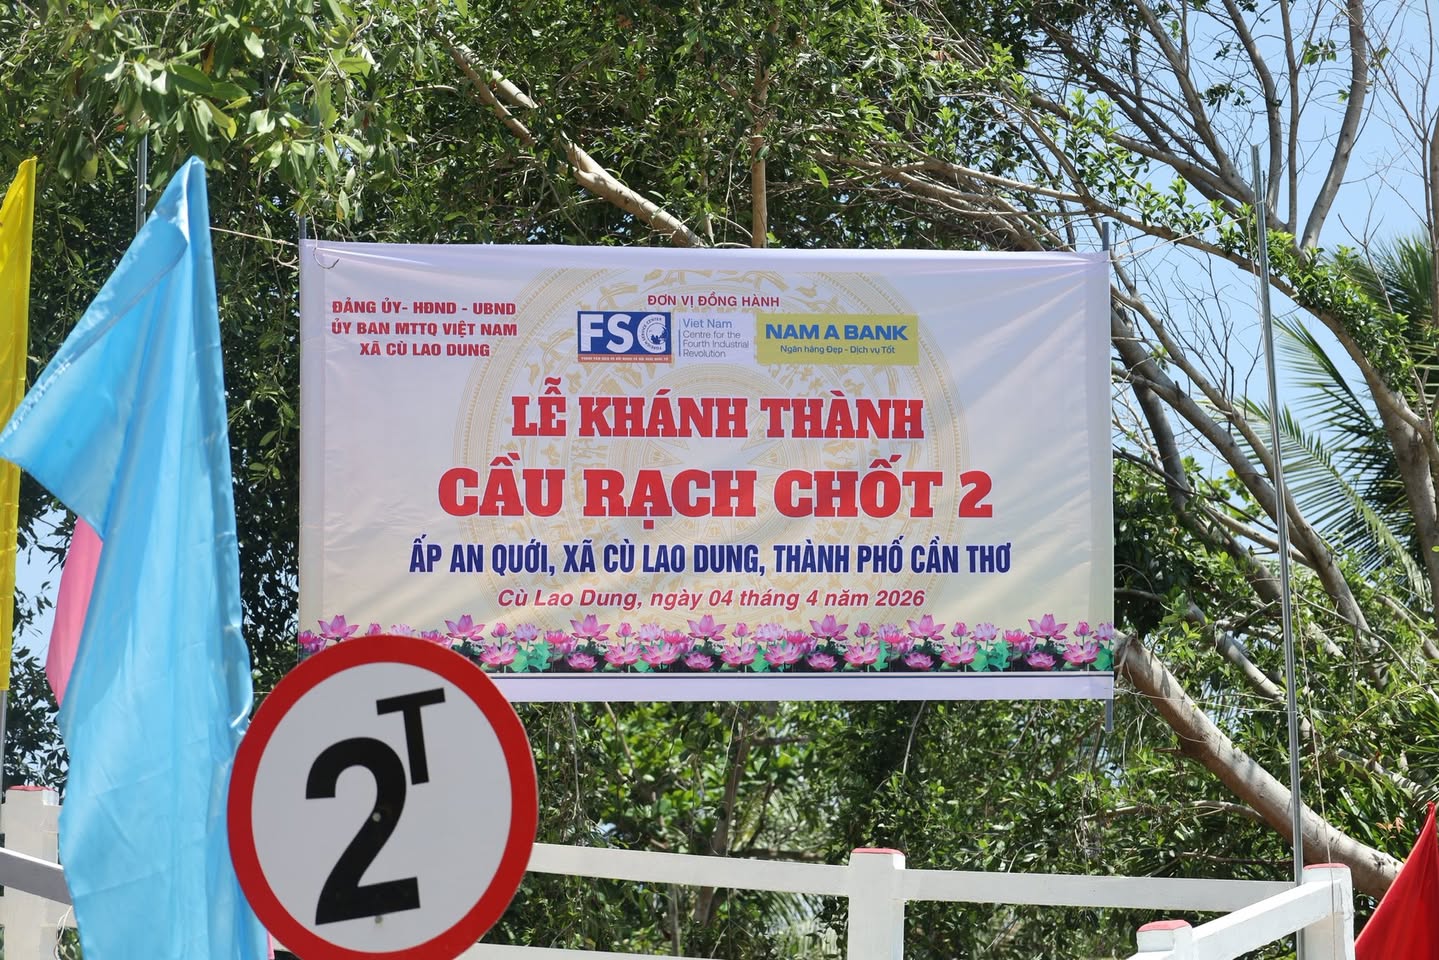 ĐẢNG ỦY- HĐND - UBND
ỦY BAN MTTQ VIỆT NAM
XÃ CÙ LAO DUNG
ĐƠN VỊ ĐỒNG HÀNH
FSC
Viet Nam
Centre for the
Fourth Industrial
Revolution
NAM A BANK
Ngân hàng Đẹp - Dịch vụ Tốt
LỄ KHÁNH THÀNH
CẦU RẠCH CHỐT 2
ẤP AN QUỚI, XÃ CÙ LAO DUNG, THÀNH PHỐ CẦN THƠ
Cù Lao Dung, ngày 04 tháng 4 năm 2026
2T